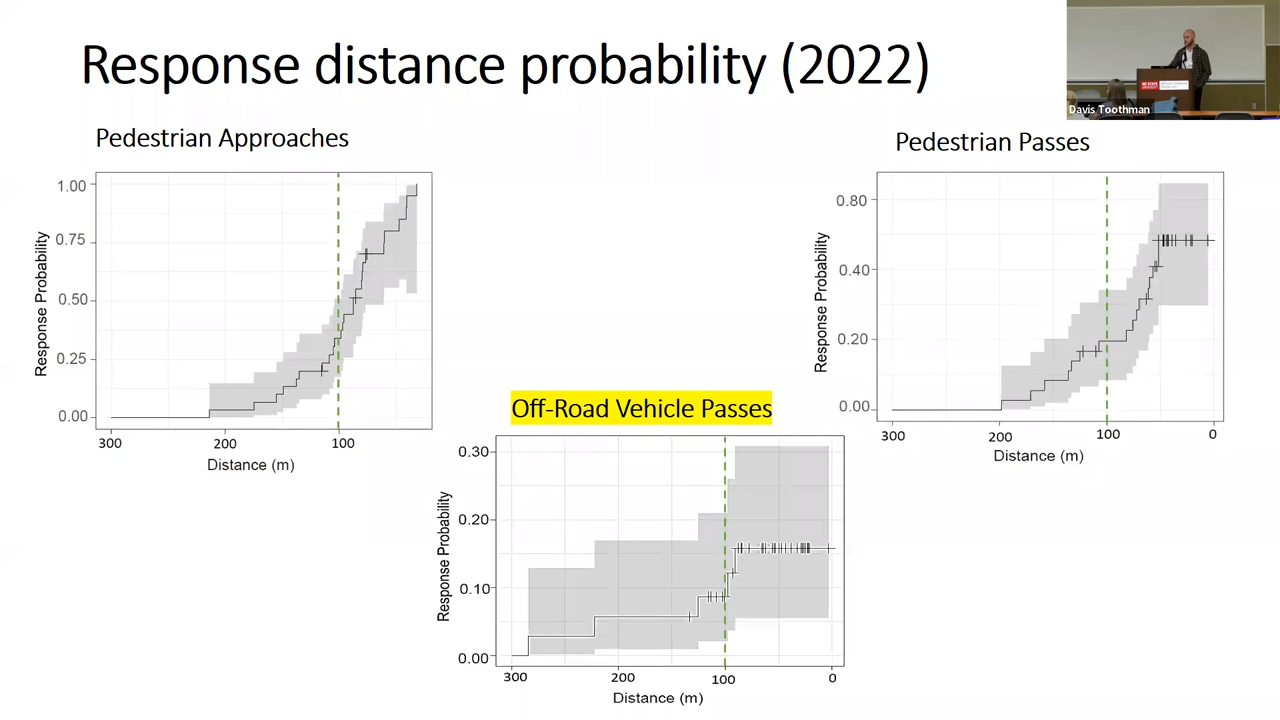 Response distance probability (2022)
Davis Toothman
Pedestrian Approaches
1.00
0.75
0.50
0.25
0.00
Response Probability
300
200
100
Distance (m)
Pedestrian Passes
0.80
0.40
0.20
0.00
Response Probability
300
200
100
0
Distance (m)
Off-Road Vehicle Passes
0.30
0.20
0.10
0.00
Response Probability
300
200
100
0
Distance (m)